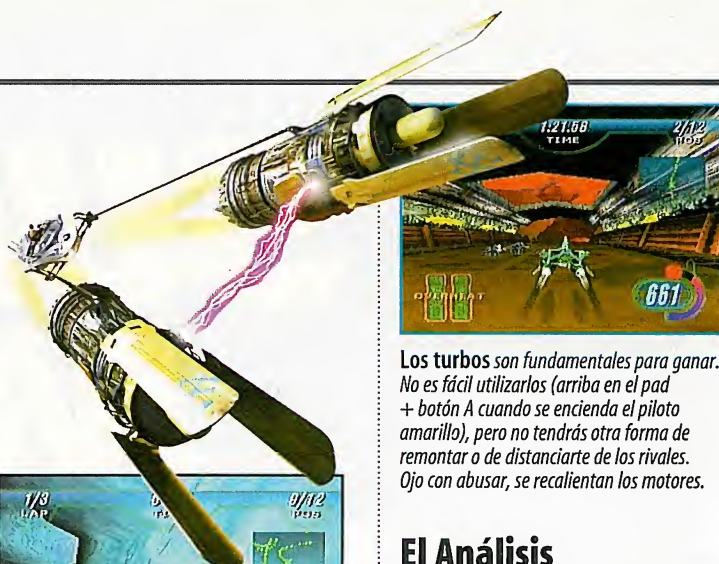 1:21:58
TIME
2/12
POS
OVERHEAT
661
Los turbos son fundamentales para ganar.
No es fácil utilizarlos (arriba en el pad
+ botón A cuando se encienda el piloto
amarillo), pero no tendrás otra forma de
remontar o de distanciarte de los rivales.
Ojo con abusar, se recalientan los motores.
1/3
LAP
9/12
POS
El Análisis